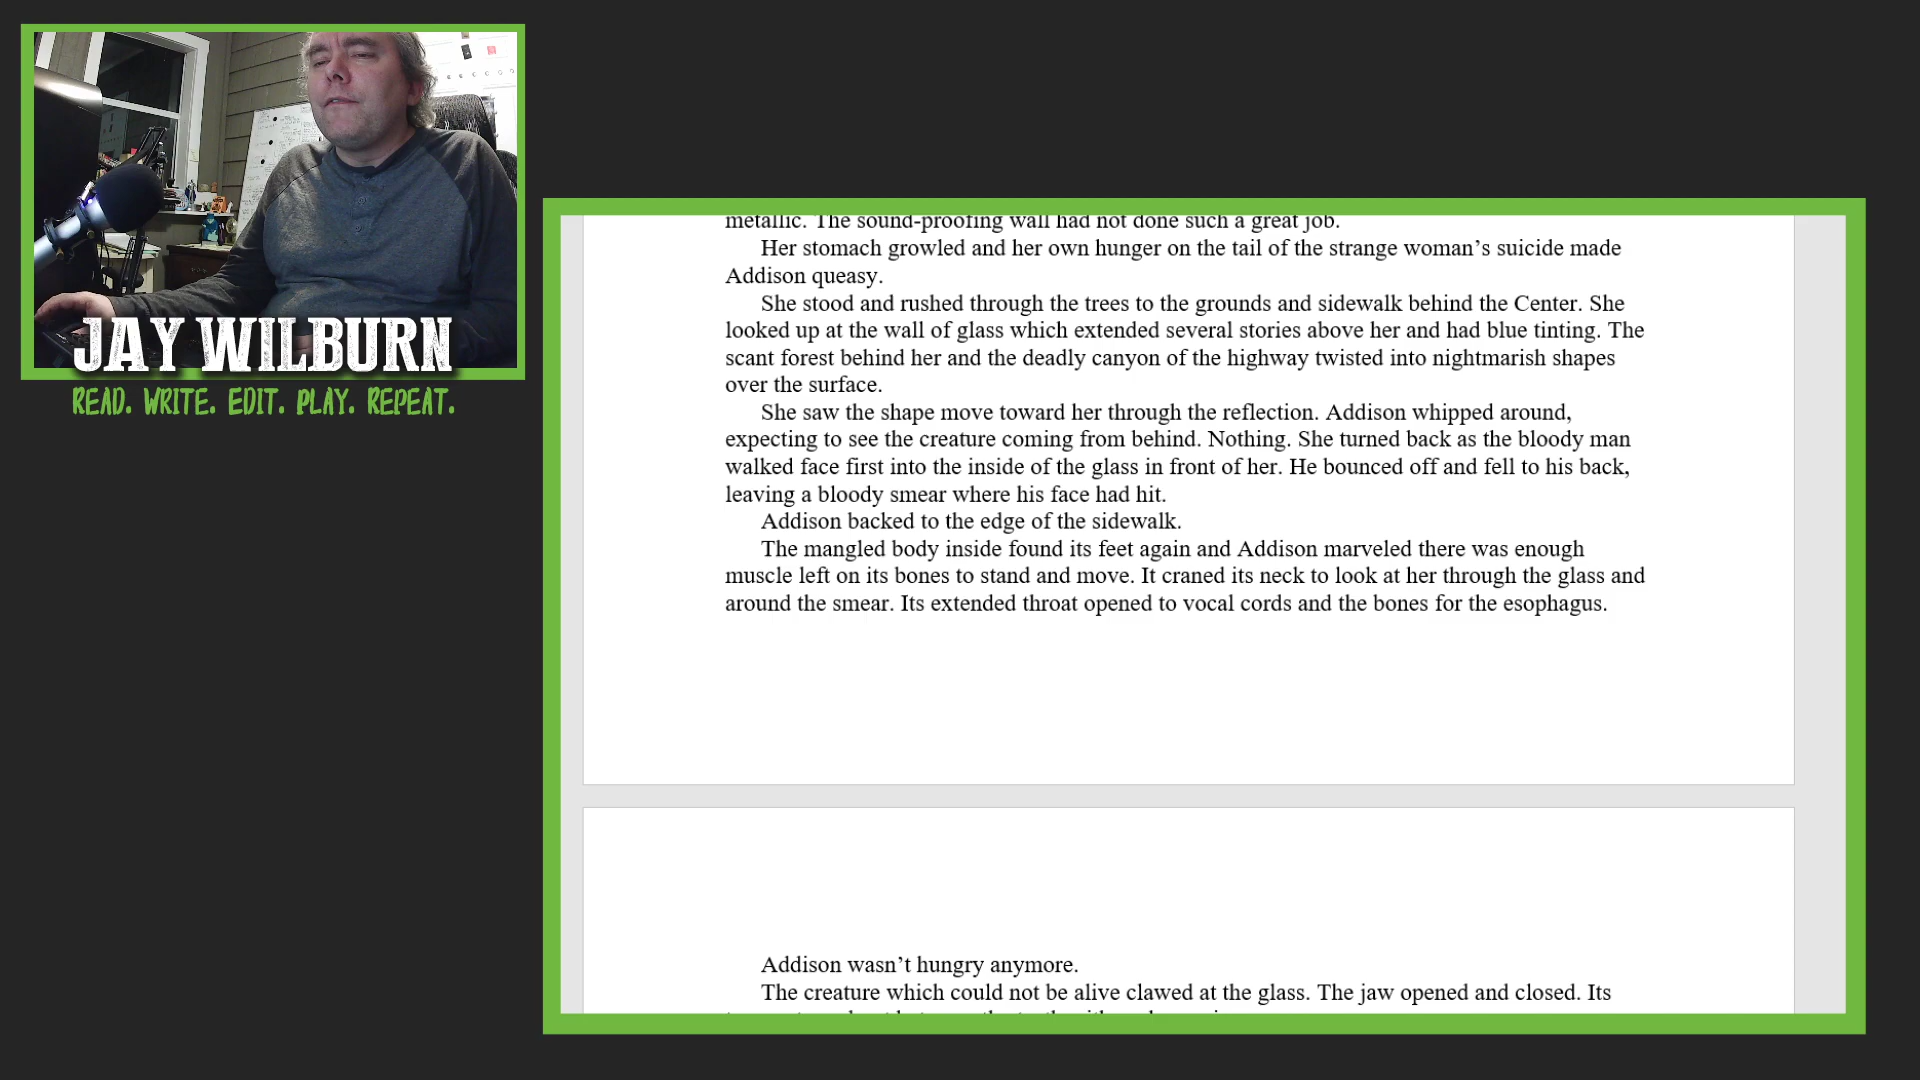 JAY WILBURN
READ. WRITE. EDIT. PLAY. REPEAT.
metallic. The sound-proofing wall had not done such a great job.
Her stomach growled and her own hunger on the tail of the strange woman’s suicide made
Addison queasy.
She stood and rushed through the trees to the grounds and sidewalk behind the Center. She
looked up at the wall of glass which extended several stories above her and had blue tinting. The
scant forest behind her and the deadly canyon of the highway twisted into nightmarish shapes
over the surface.
She saw the shape move toward her through the reflection. Addison whipped around,
expecting to see the creature coming from behind. Nothing. She turned back as the bloody man
walked face first into the inside of the glass in front of her. He bounced off and fell to his back,
leaving a bloody smear where his face had hit.
Addison backed to the edge of the sidewalk.
The mangled body inside found its feet again and Addison marveled there was enough
muscle left on its bones to stand and move. It craned its neck to look at her through the glass and
around the smear. Its extended throat opened to vocal cords and the bones for the esophagus.
Addison wasn’t hungry anymore.
The creature which could not be alive clawed at the glass. The jaw opened and closed. Its